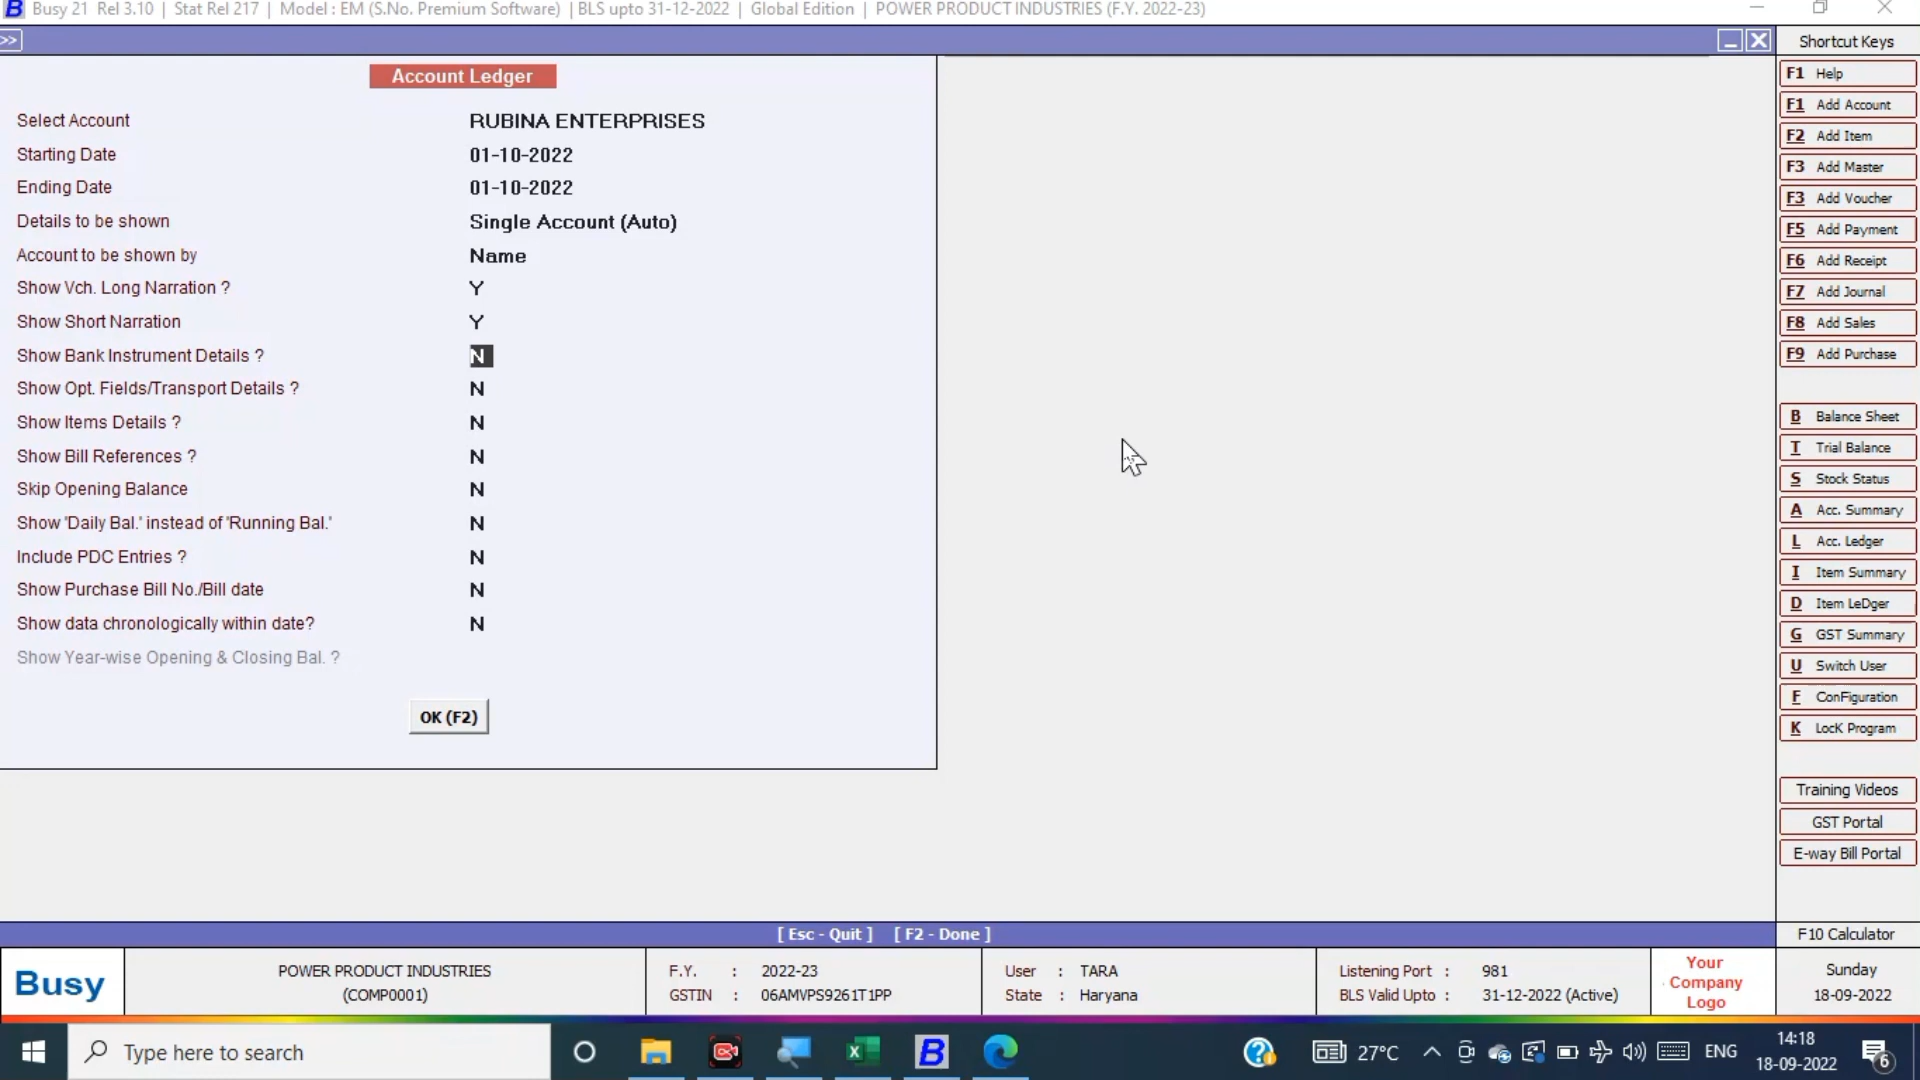 B Busy 21 Rel 3.10 | Stat Rel 217 | Model : EM (S.No. Premium Software) | BLS upto 31-12-2022 | Global Edition | POWER PRODUCT INDUSTRIES (F.Y. 2022-23)
>>
Account Ledger
Select Account RUBINA ENTERPRISES
Starting Date 01-10-2022
Ending Date 01-10-2022
Details to be shown Single Account (Auto)
Account to be shown by Name
Show Vch. Long Narration ? Y
Show Short Narration Y
Show Bank Instrument Details ? N
Show Opt. Fields/Transport Details ? N
Show Items Details ? N
Show Bill References ? N
Skip Opening Balance N
Show 'Daily Bal.' instead of 'Running Bal.' N
Include PDC Entries ? N
Show Purchase Bill No./Bill date N
Show data chronologically within date? N
Show Year-wise Opening & Closing Bal. ?
OK (F2)
Shortcut Keys
F1 Help
F1 Add Account
F2 Add Item
F3 Add Master
F3 Add Voucher
F5 Add Payment
F6 Add Receipt
F7 Add Journal
F8 Add Sales
F9 Add Purchase
B Balance Sheet
T Trial Balance
S Stock Status
A Acc. Summary
L Acc. Ledger
I Item Summary
D Item LeDger
G GST Summary
U Switch User
F ConFiguration
K LocK Program
Training Videos
GST Portal
E-way Bill Portal
[ Esc - Quit ] [ F2 - Done ]
F10 Calculator
Busy
POWER PRODUCT INDUSTRIES
(COMP0001)
F.Y. : 2022-23
GSTIN : 06AMVPS9261T1PP
User : TARA
State : Haryana
Listening Port : 981
BLS Valid Upto : 31-12-2022 (Active)
Your
Company
Logo
Sunday
18-09-2022
Type here to search
B
27°C
ENG
14:18
18-09-2022
6